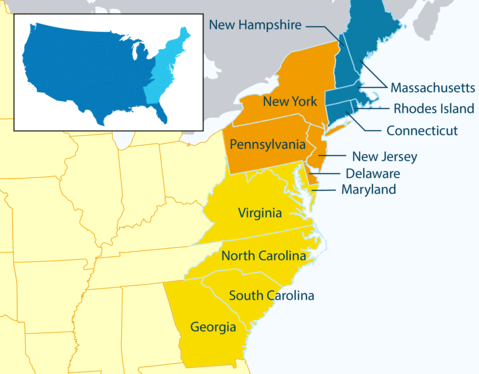 New Hampshire
Massachusetts
New York
Rhodes Island
Connecticut
Pennsylvania
New Jersey
Delaware
Maryland
Virginia
North Carolina
South Carolina
Georgia